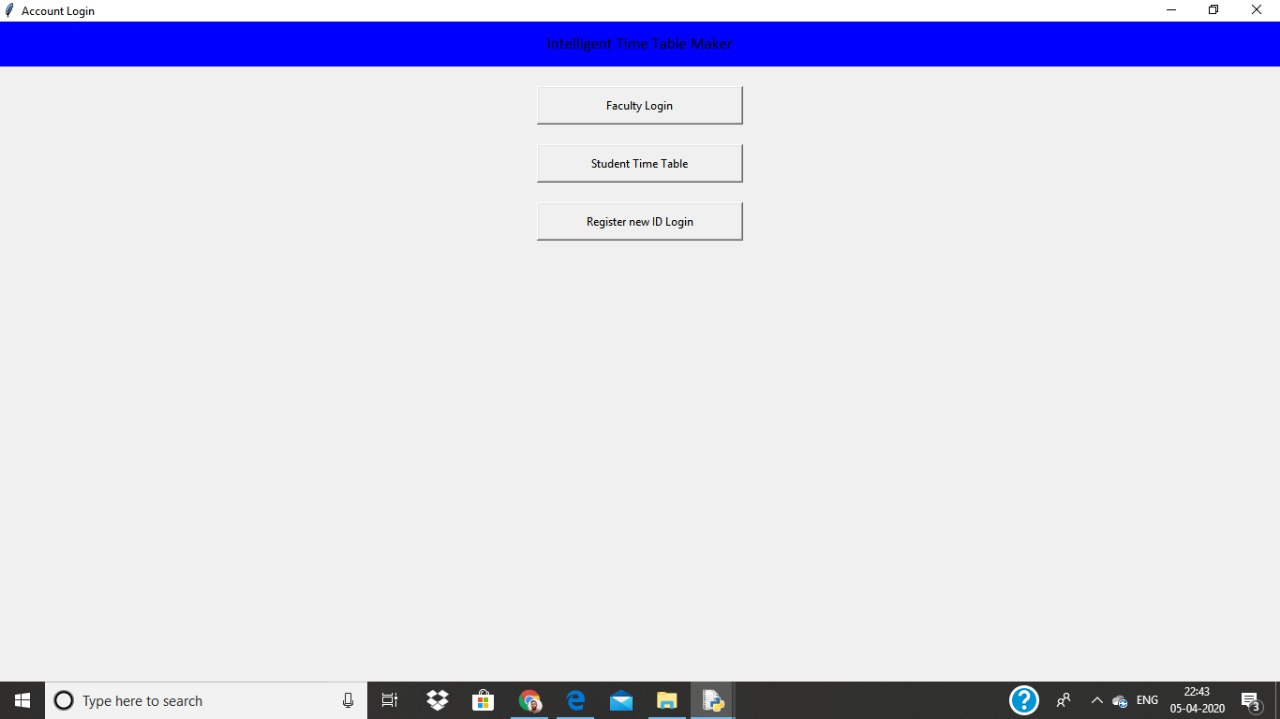 Account Login
Intelligent Time Table Maker
Faculty Login
Student Time Table
Register new ID Login
Type here to search
ENG
22:43
05-04-2020
3